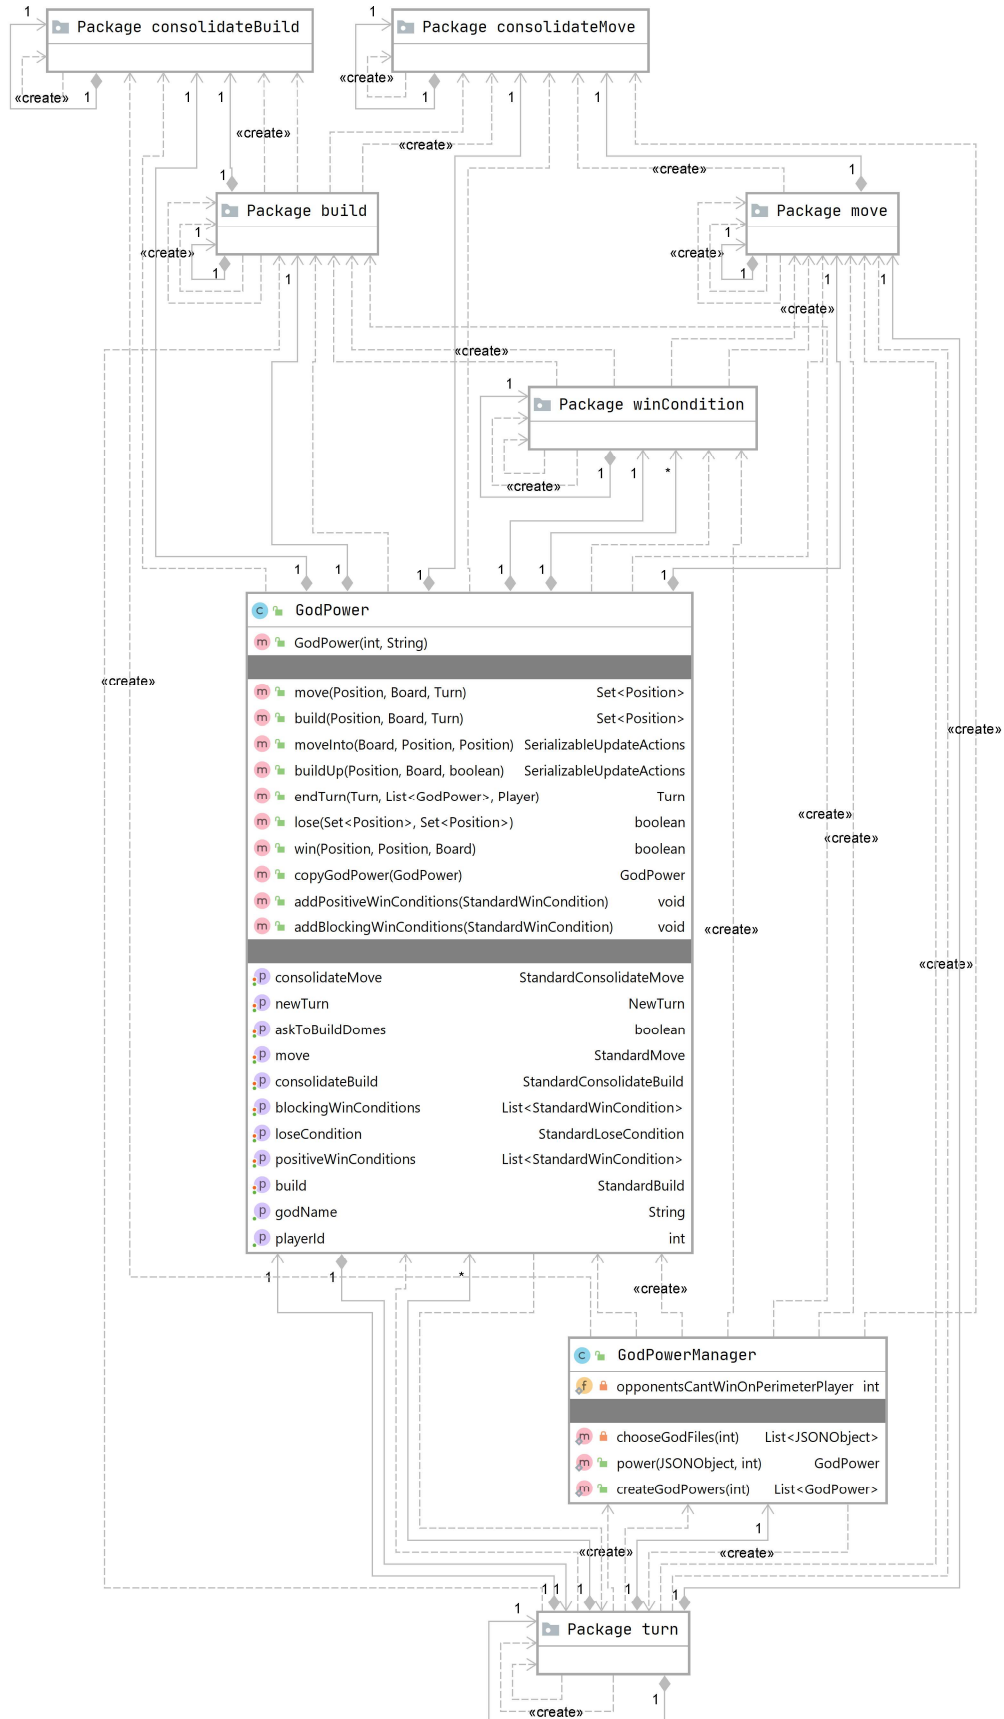 1
1
Package consolidateBuild
Package consolidateMove
«create»
1
1
1
«create»
1
1
1
«create»
«create»
«create»
1
1
Package build
Package move
1
«create»
1
1
«create»
1
1
1
1
«create»
«create»
1
Package winCondition
1
1
*
«create»
1
1
1
1
1
1
GodPower
GodPower(int, String)
move(Position, Board, Turn) Set<Position>
build(Position, Board, Turn) Set<Position>
moveInto(Board, Position, Position) SerializableUpdateActions
buildUp(Position, Board, boolean) SerializableUpdateActions
endTurn(Turn, List<GodPower>, Player) Turn
lose(Set<Position>, Set<Position>) boolean
win(Position, Position, Board) boolean
copyGodPower(GodPower) GodPower
addPositiveWinConditions(StandardWinCondition) void
addBlockingWinConditions(StandardWinCondition) void
«create»
«create»
«create»
«create»
«create»
«create»
consolidateMove StandardConsolidateMove
newTurn NewTurn
askToBuildDomes boolean
move StandardMove
consolidateBuild StandardConsolidateBuild
blockingWinConditions List<StandardWinCondition>
loseCondition StandardLoseCondition
positiveWinConditions List<StandardWinCondition>
build StandardBuild
godName String
playerId int
1
1
*
«create»
GodPowerManager
opponentsCantWinOnPerimeterPlayer int
chooseGodFiles(int) List<JSONObject>
power(JSONObject, int) GodPower
createGodPowers(int) List<GodPower>
1
«create»
«create»
1
1
1
1
1
1
Package turn
1
«create»